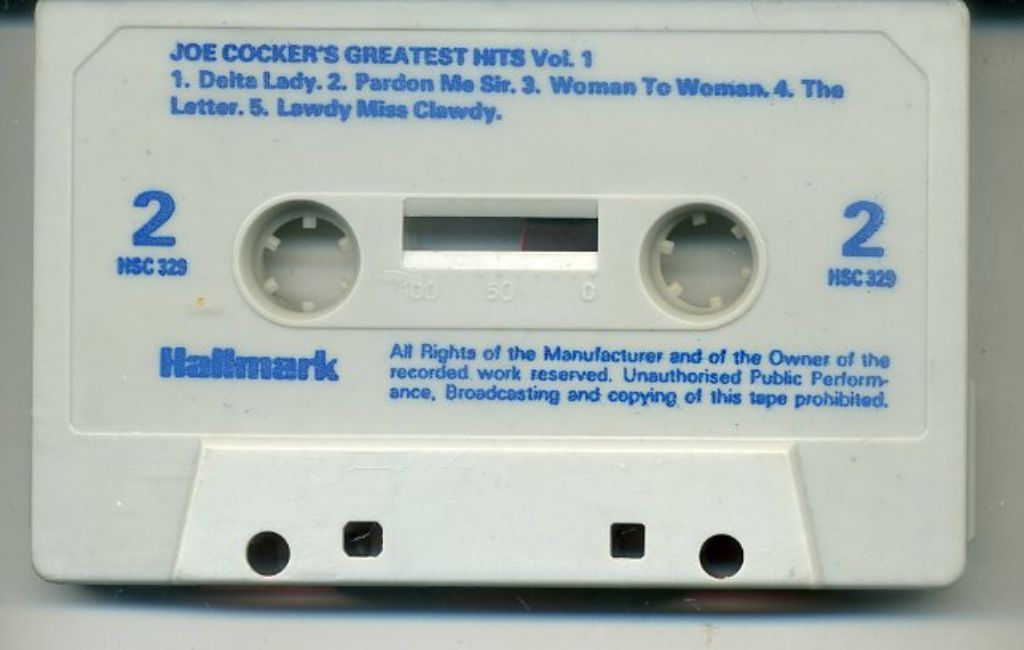 JOE COCKER'S GREATEST HITS Vol. 1
1. Delta Lady. 2. Pardon Me Sir. 3. Woman To Woman. 4. The
Letter. 5. Lawdy Miss Clawdy.
2
2
HSC 329
HSC 329
100 50 0
Hallmark
All Rights of the Manufacturer and of the Owner of the
recorded work reserved. Unauthorised Public Perform-
ance, Broadcasting and copying of this tape prohibited.